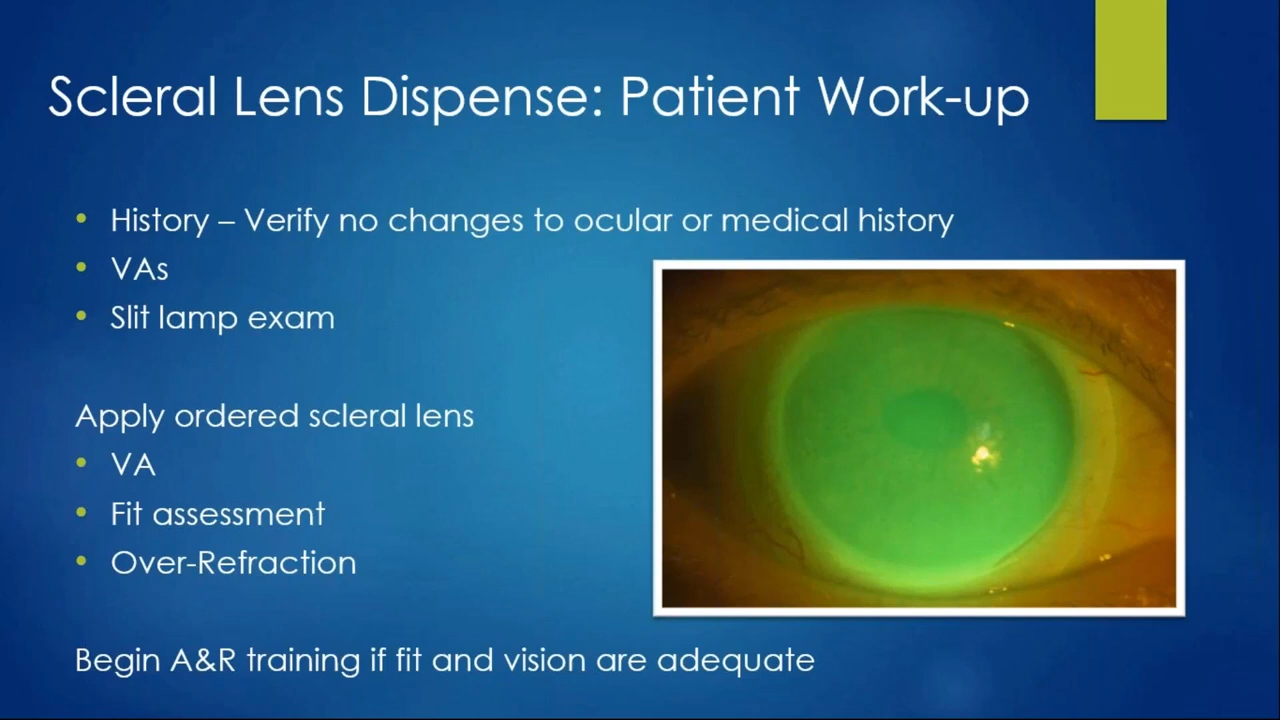 Scleral Lens Dispense: Patient Work-up
• History – Verify no changes to ocular or medical history
• VAs
• Slit lamp exam
Apply ordered scleral lens
• VA
• Fit assessment
• Over-Refraction
Begin A&R training if fit and vision are adequate